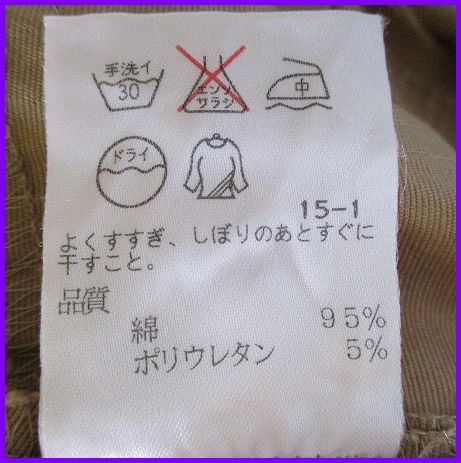 手洗イ
30
エンソ
サラシ
中
ドライ
15-1
よくすすぎ、しぼりのあとすぐに
干すこと。
品質
綿 95%
ポリウレタン 5%